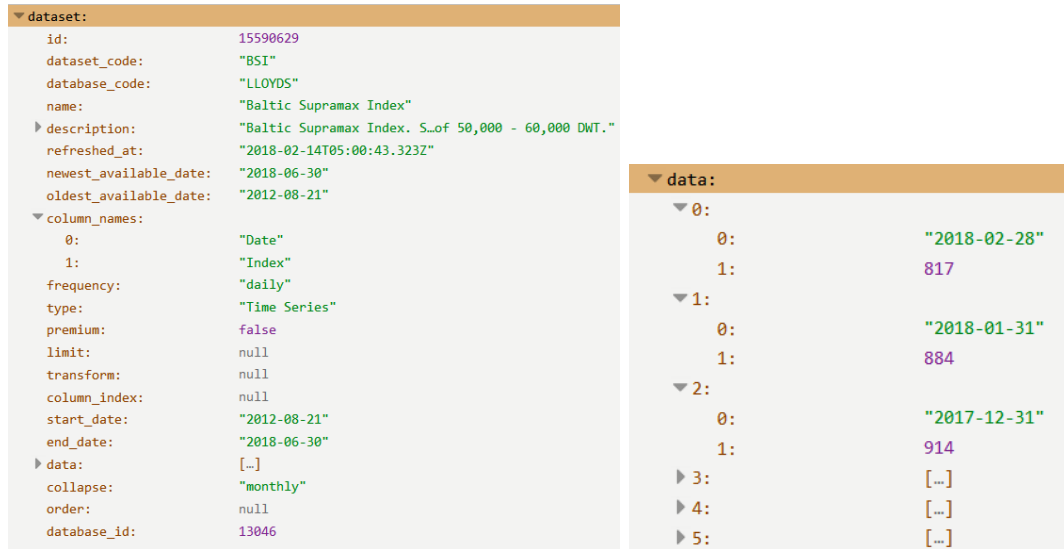 dataset:
id: 15590629
dataset_code: "BSI"
database_code: "LLOYDS"
name: "Baltic Supramax Index"
description: "Baltic Supramax Index. S…of 50,000 - 60,000 DWT."
refreshed_at: "2018-02-14T05:00:43.323Z"
newest_available_date: "2018-06-30"
oldest_available_date: "2012-08-21"
column_names:
0: "Date"
1: "Index"
frequency: "daily"
type: "Time Series"
premium: false
limit: null
transform: null
column_index: null
start_date: "2012-08-21"
end_date: "2018-06-30"
data: […]
collapse: "monthly"
order: null
database_id: 13046
data:
0:
0: "2018-02-28"
1: 817
1:
0: "2018-01-31"
1: 884
2:
0: "2017-12-31"
1: 914
3: […]
4: […]
5: […]